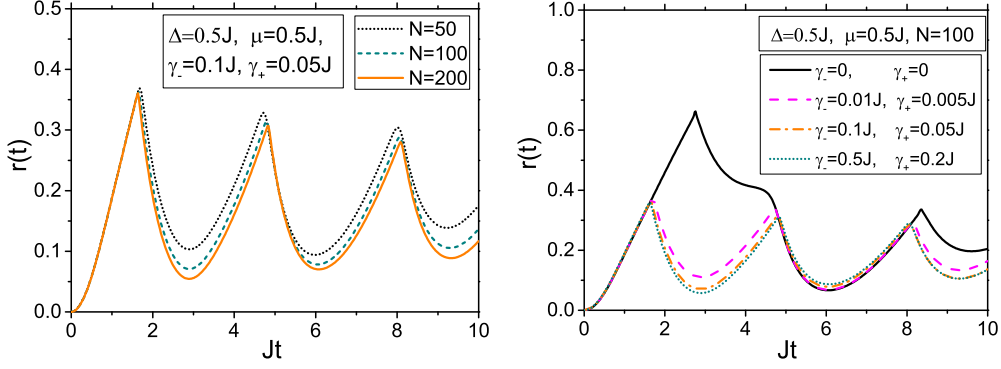 0.5
0.4
0.3
0.2
0.1
0.0
r(t)
Δ=0.5J, μ=0.5J,
γ-=0.1J, γ+=0.05J
N=50
N=100
N=200
0 2 4 6 8 10
Jt
1.0
0.8
0.6
0.4
0.2
0.0
r(t)
Δ=0.5J, μ=0.5J, N=100
γ-=0, γ+=0
γ-=0.01J, γ+=0.005J
γ-=0.1J, γ+=0.05J
γ-=0.5J, γ+=0.2J
0 2 4 6 8 10
Jt